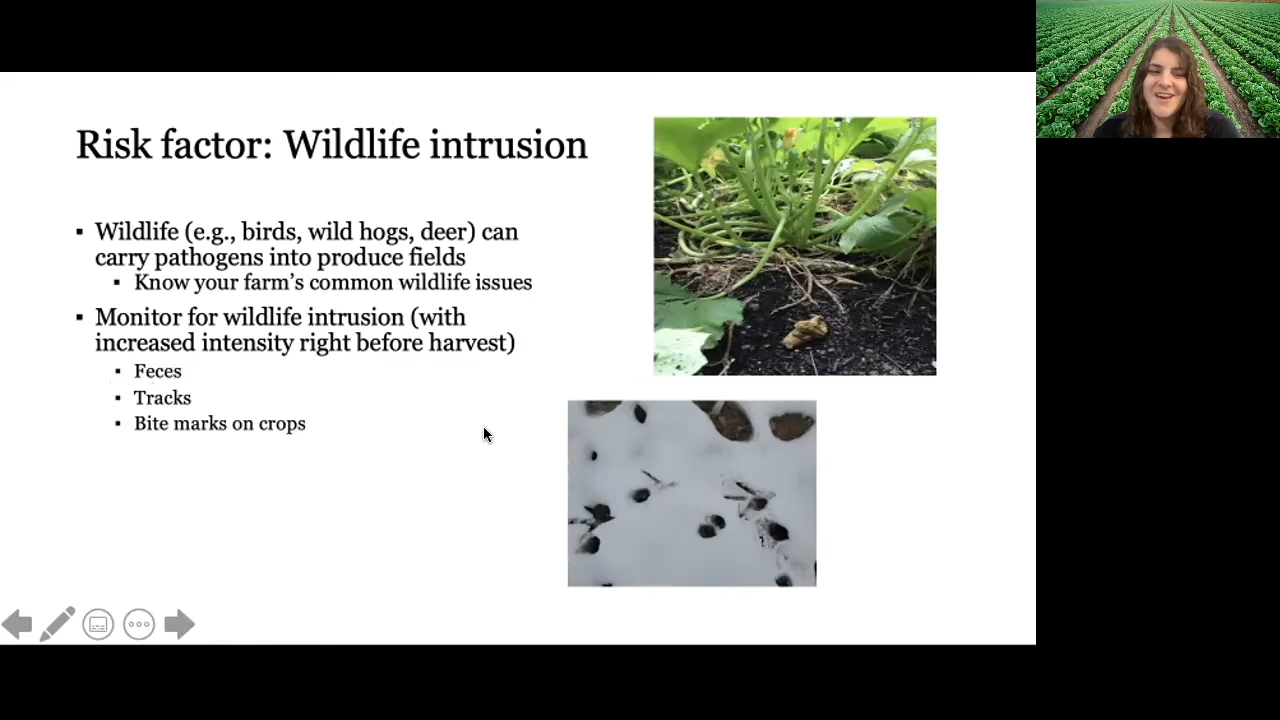 Risk factor: Wildlife intrusion
▪ Wildlife (e.g., birds, wild hogs, deer) can
carry pathogens into produce fields
▪ Know your farm’s common wildlife issues
▪ Monitor for wildlife intrusion (with
increased intensity right before harvest)
▪ Feces
▪ Tracks
▪ Bite marks on crops